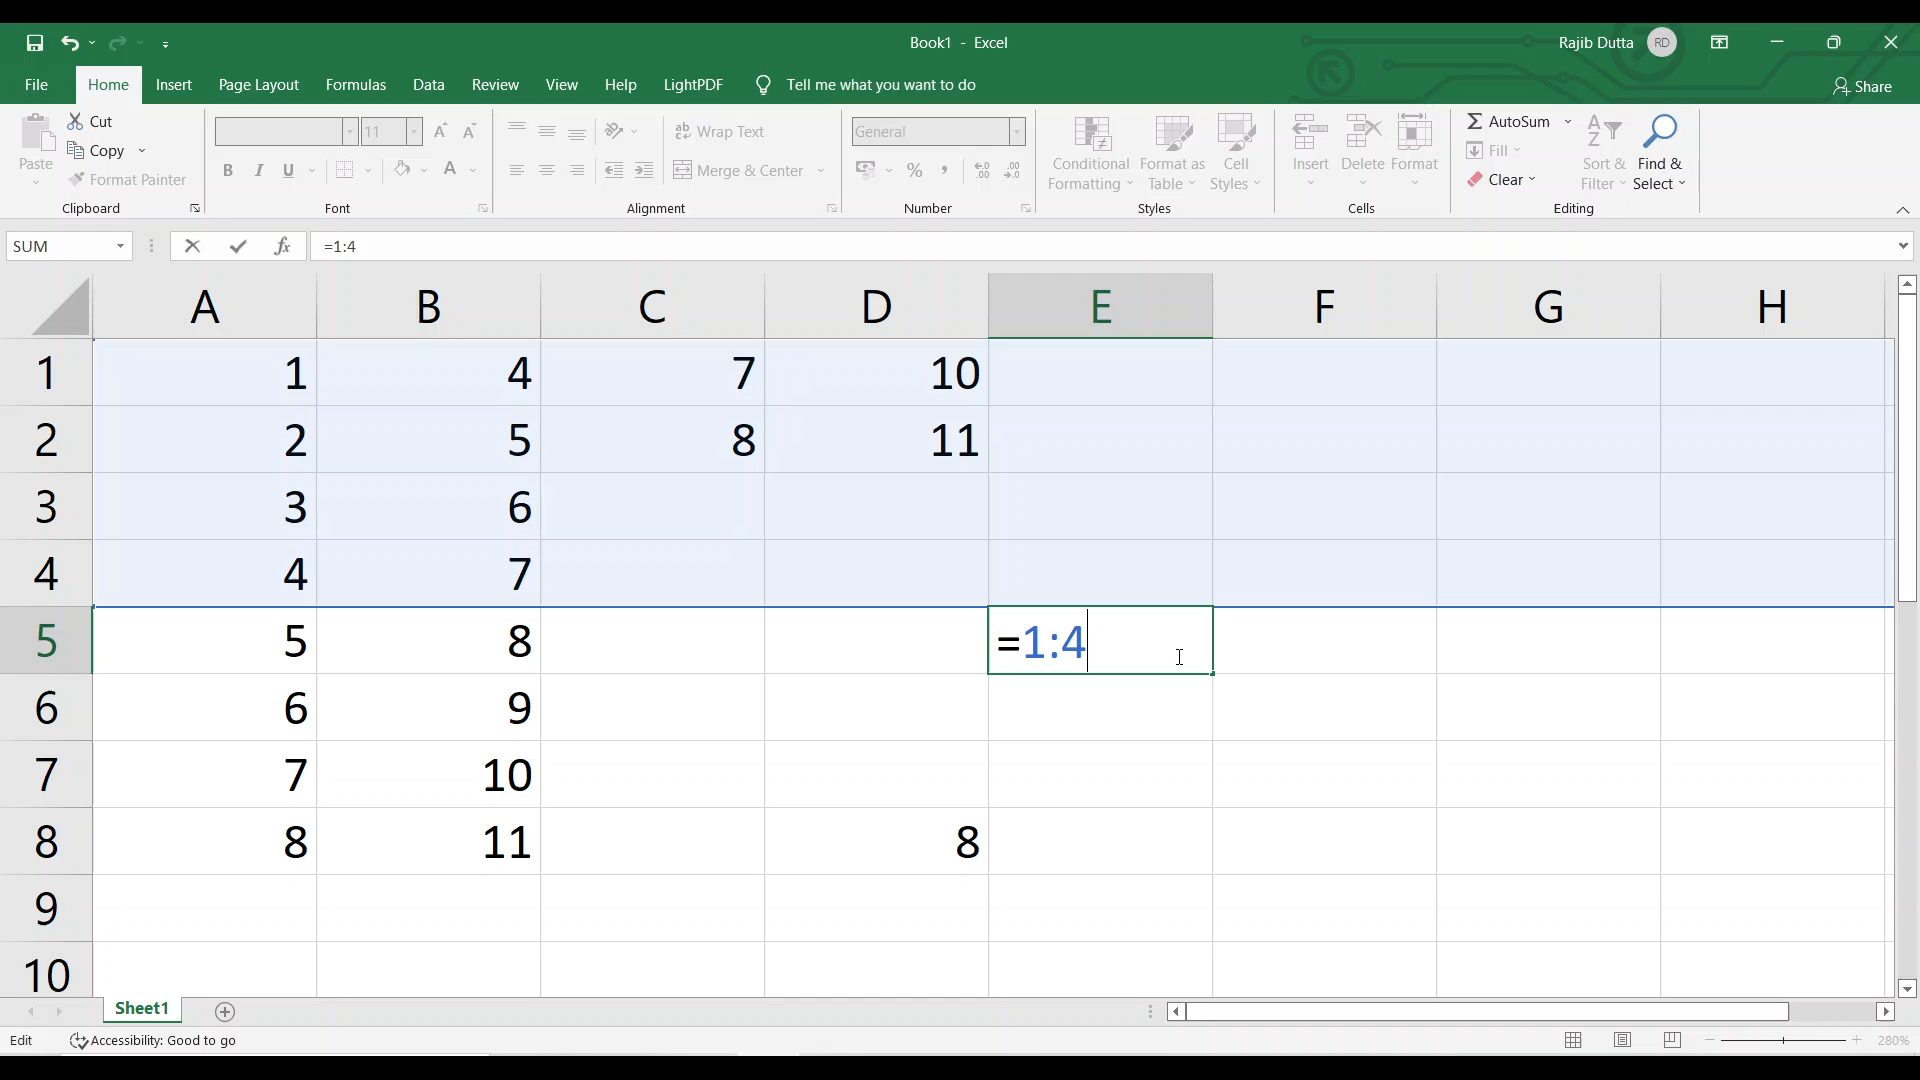 Book1 - Excel
Rajib Dutta RD
File Home Insert Page Layout Formulas Data Review View Help LightPDF Tell me what you want to do Share
Paste
Cut
Copy
Format Painter
Clipboard
11 A A
B I U A
Font
ab Wrap Text
Merge & Center
Alignment
General
% , .00
Number
Conditional Formatting
Format as Table
Cell Styles
Styles
Insert Delete Format
Cells
AutoSum
Fill
Clear
Sort & Filter
Find & Select
Editing
SUM fx =1:4
A B C D E F G H
1 1 4 7 10
2 2 5 8 11
3 3 6
4 4 7
5 5 8 =1:4
6 6 9
7 7 10
8 8 11 8
9
10
Sheet1
Edit Accessibility: Good to go 280%